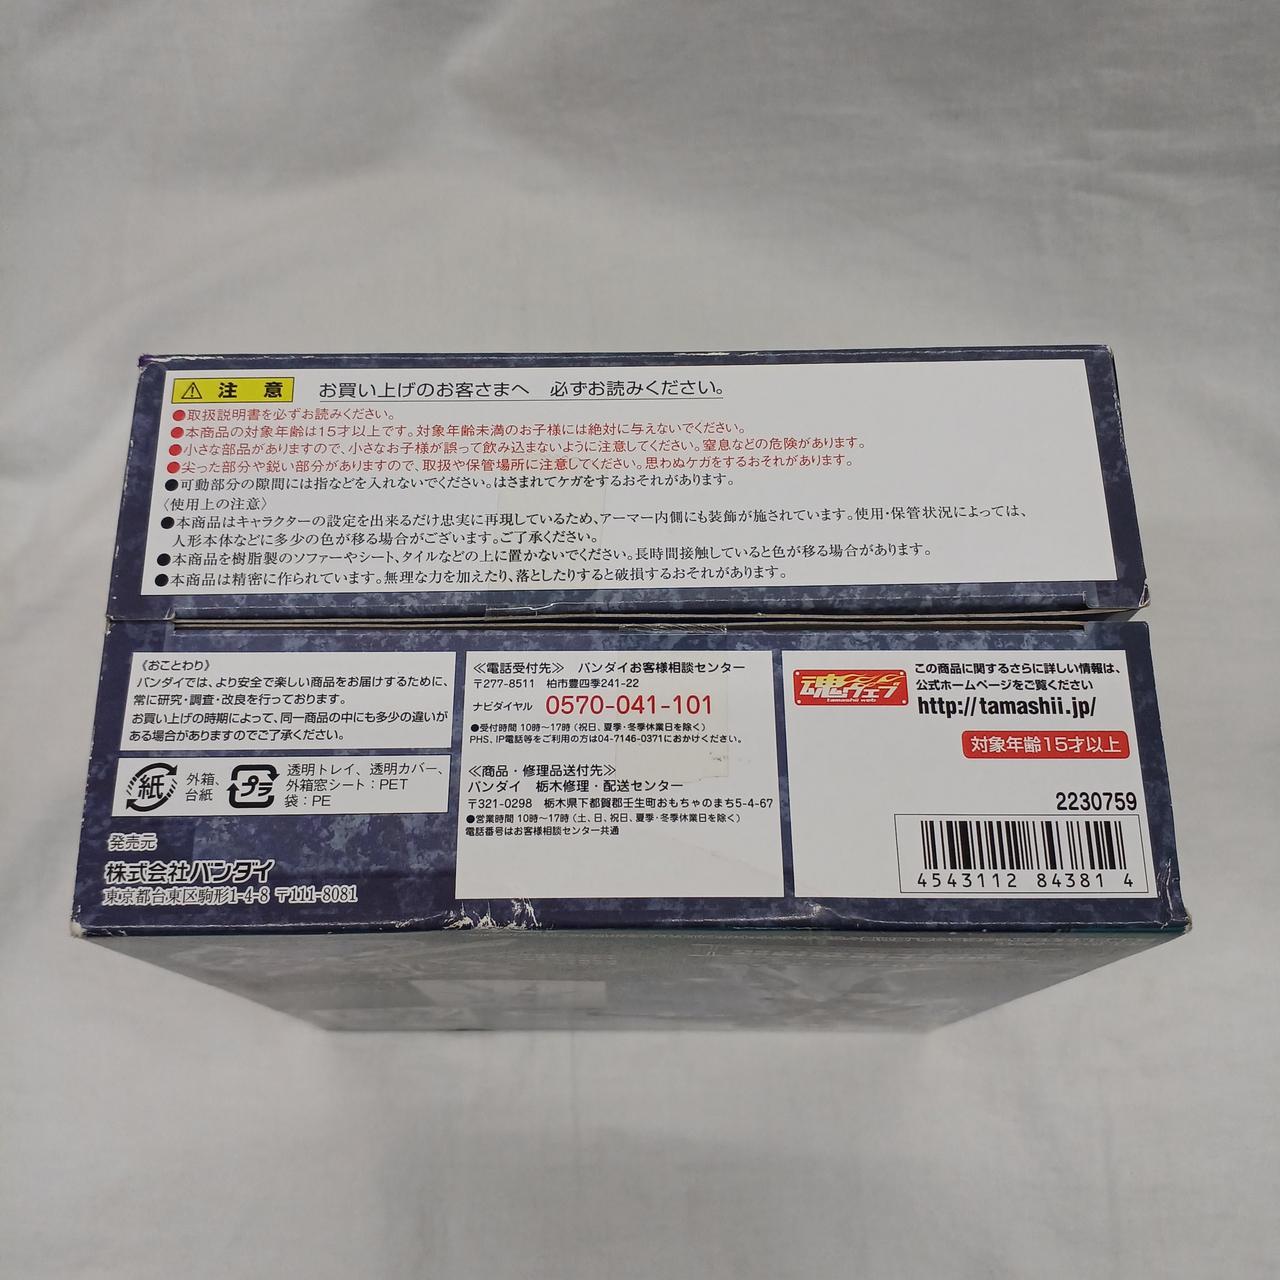 注意 お買い上げのお客さまへ 必ずお読みください。
●取扱説明書を必ずお読みください。
●本商品の対象年齢は15才以上です。対象年齢未満のお子様には絶対に与えないでください。
●小さな部品がありますので、小さなお子様が誤って飲み込まないように注意してください。窒息などの危険があります。
●尖った部分や鋭い部分がありますので、取扱や保管場所に注意してください。思わぬケガをするおそれがあります。
●可動部分の隙間には指などを入れないでください。はさまれてケガをするおそれがあります。
〈使用上の注意〉
●本商品はキャラクターの設定を出来るだけ忠実に再現しているため、アーマー内側にも装飾が施されています。使用・保管状況によっては、
人形本体などに多少の色が移る場合がございます。ご了承ください。
●本商品を樹脂製のソファーやシート、タイルなどの上に置かないでください。長時間接触していると色が移る場合があります。
●本商品は精密に作られています。無理な力を加えたり、落としたりすると破損するおそれがあります。
《おことわり》
バンダイでは、より安全で楽しい商品をお届けするために、
常に研究・調査・改良を行っております。
お買い上げの時期によって、同一商品の中にも多少の違いが
ある場合がありますのでご了承ください。
紙 外箱、
台紙
プラ 透明トレイ、透明カバー、
外箱窓シート：PET
袋：PE
発売元
株式会社バンダイ
東京都台東区駒形1-4-8 〒111-8081
≪電話受付先≫ バンダイお客様相談センター
〒277-8511 柏市豊四季241-22
ナビダイヤル 0570-041-101
●受付時間 10時〜17時（祝日、夏季・冬季休業日を除く）
PHS、IP電話等をご利用の方は04-7146-0371におかけください。
≪商品・修理品送付先≫
バンダイ 栃木修理・配送センター
〒321-0298 栃木県下都賀郡壬生町おもちゃのまち5-4-67
●営業時間 10時〜17時（土、日、祝日、夏季・冬季休業日を除く）
電話番号はお客様相談センター共通
魂ウェブ
tamashii web
この商品に関するさらに詳しい情報は、
公式ホームページをご覧ください
http://tamashii.jp/
対象年齢15才以上
2230759
4543112 84381 4